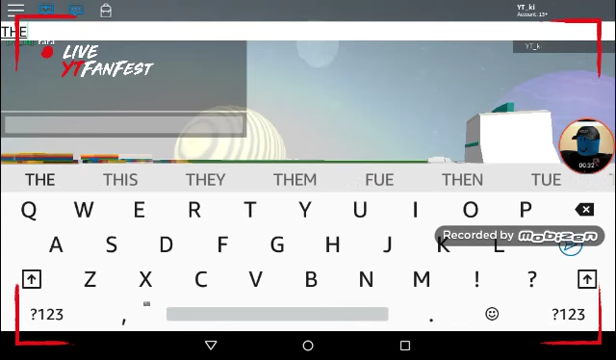 YT_ki
Account: 13+
THE
YT_ki
LIVE
YTFANFEST
00:32
THE THIS THEY THEM FUE THEN TUE
Q W E R T Y U I O P
Recorded by mobizen
A S D F G H J K L
Z X C V B N M ! ?
?123 , . ?123